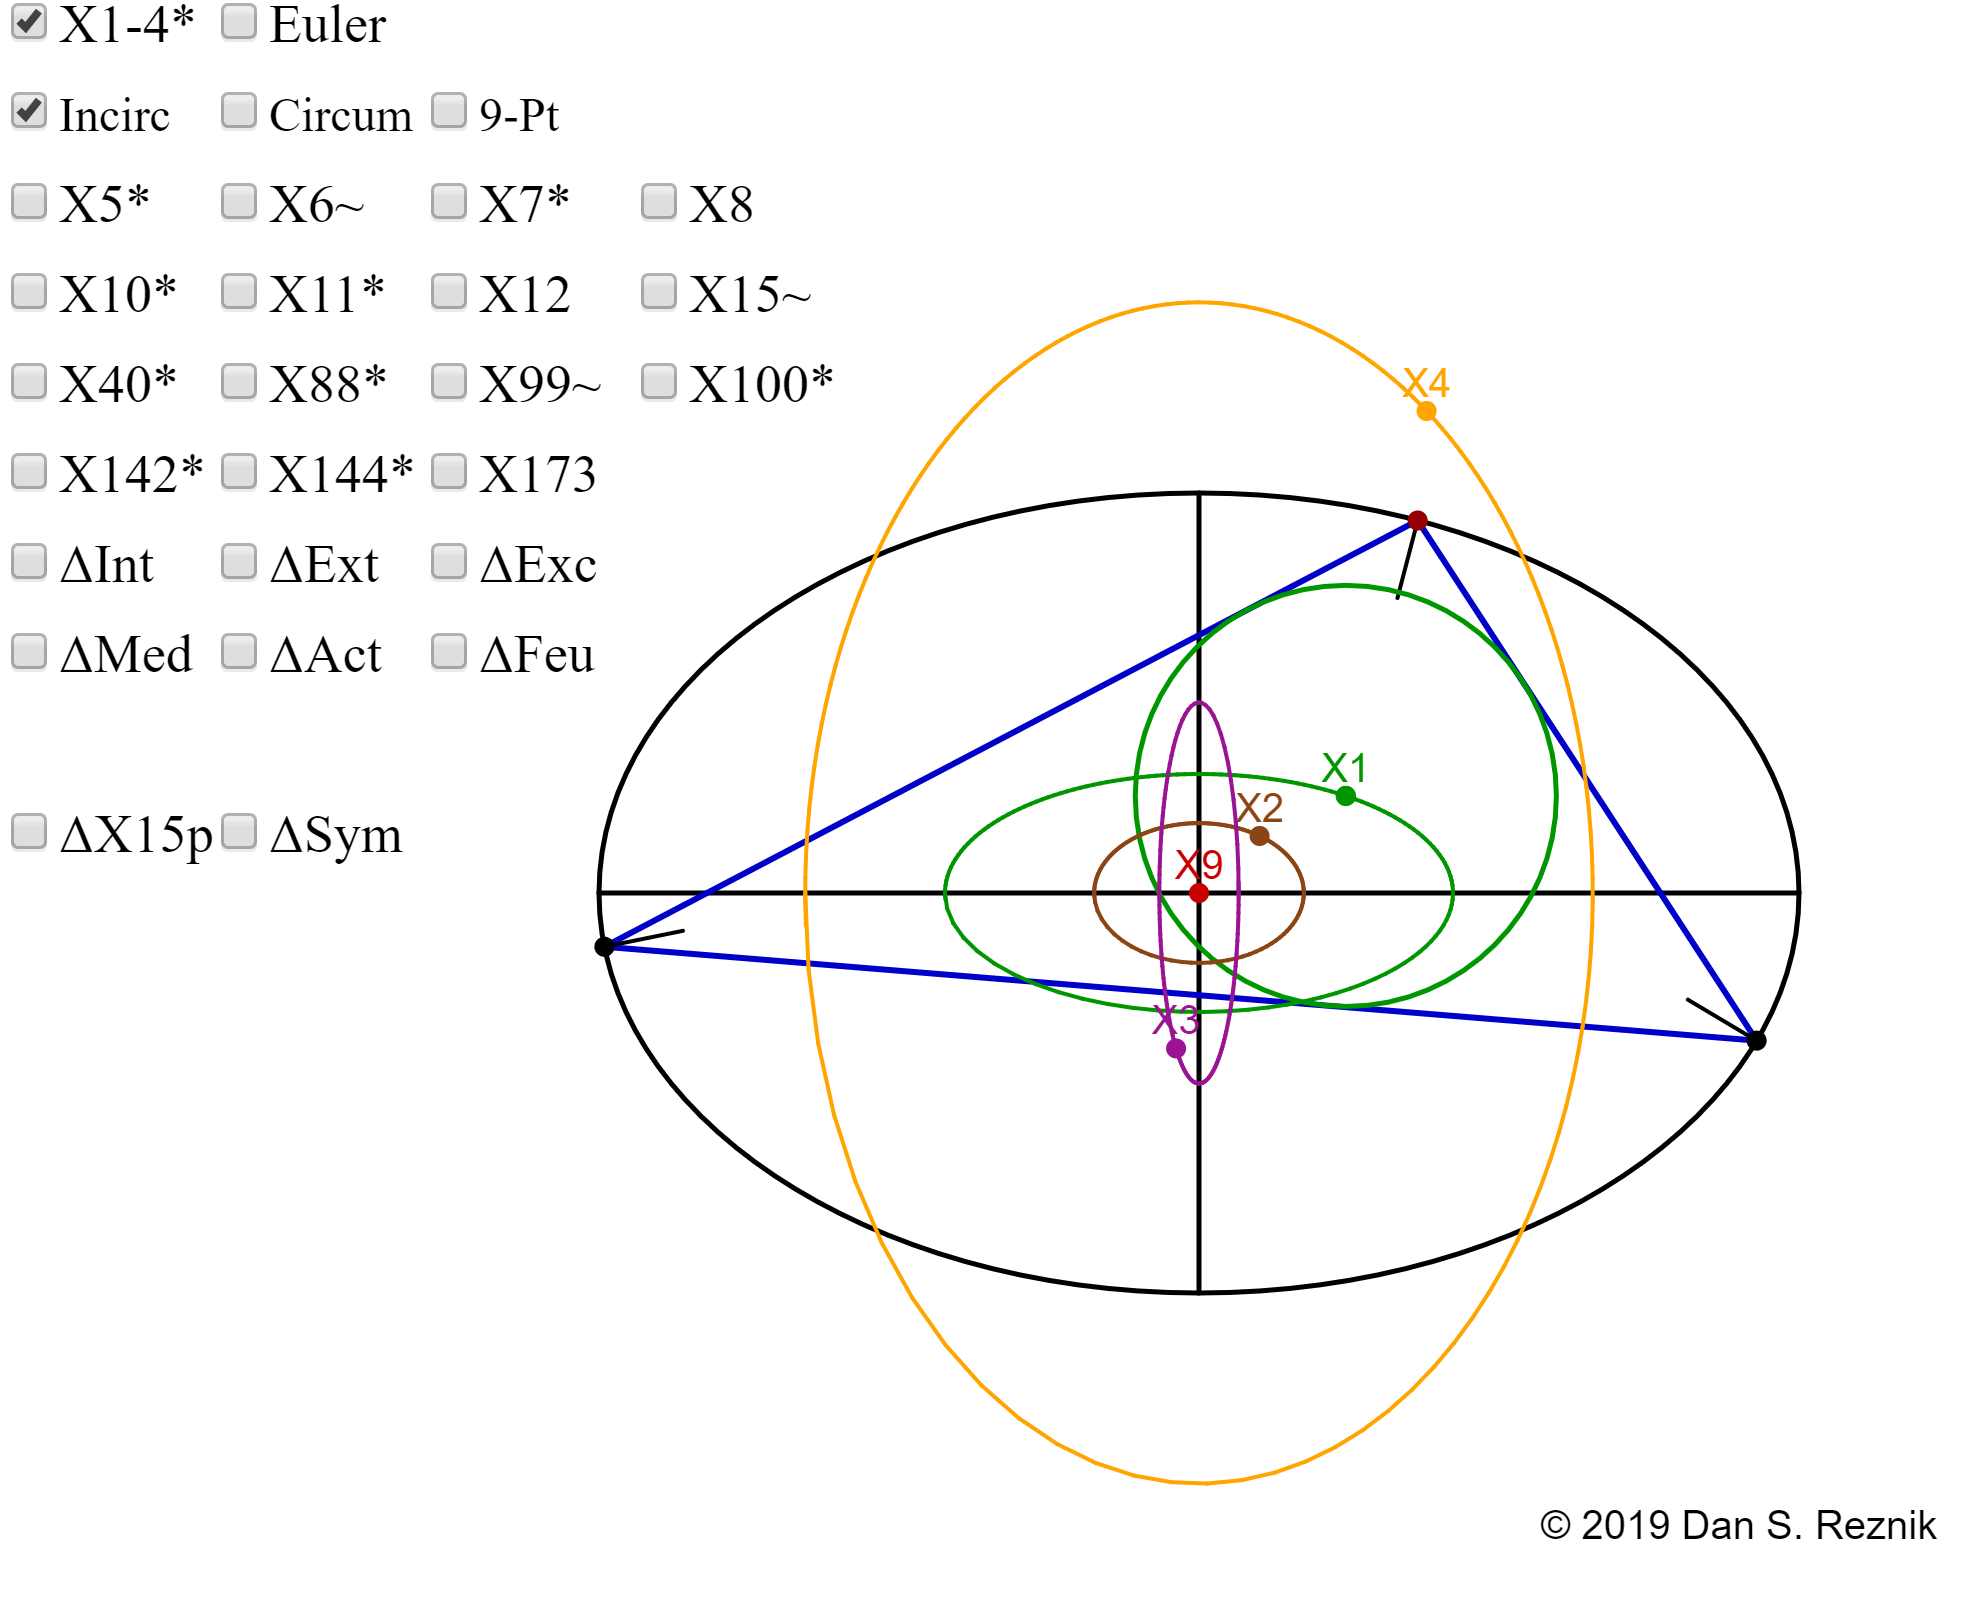 X1-4* Euler
Incirc Circum 9-Pt
X5* X6~ X7* X8
X10* X11* X12 X15~
X40* X88* X99~ X100*
X142* X144* X173
ΔInt ΔExt ΔExc
ΔMed ΔAct ΔFeu
ΔX15p ΔSym
X4
X1
X2
X9
X3
© 2019 Dan S. Reznik